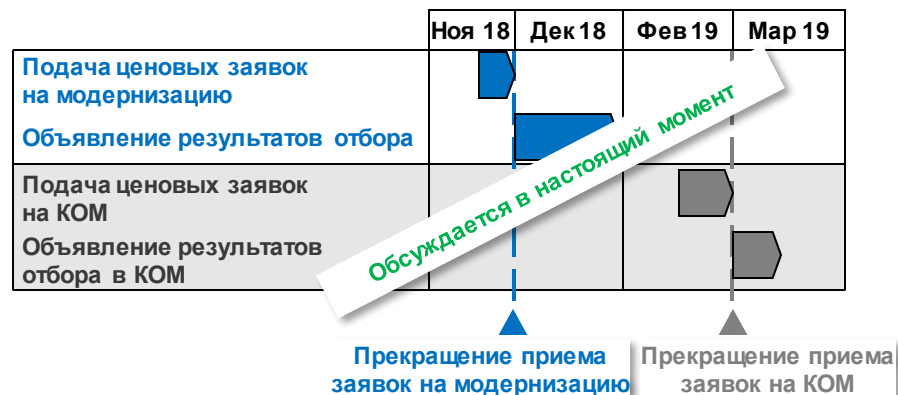 Ноя 18 Дек 18 Фев 19 Мар 19
Подача ценовых заявок
на модернизацию
Объявление результатов отбора
Подача ценовых заявок
на КОМ
Объявление результатов
отбора в КОМ
Обсуждается в настоящий момент
Прекращение приема
заявок на модернизацию
Прекращение приема
заявок на КОМ